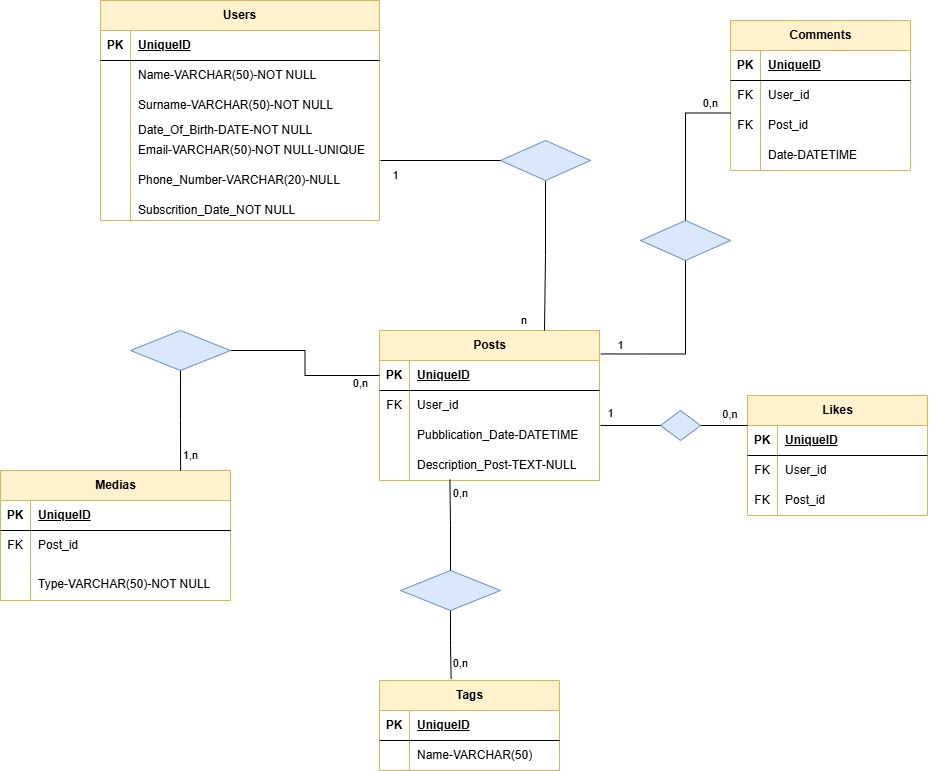 Users
PK UniqueID
Name-VARCHAR(50)-NOT NULL
Surname-VARCHAR(50)-NOT NULL
Date_Of_Birth-DATE-NOT NULL
Email-VARCHAR(50)-NOT NULL-UNIQUE
Phone_Number-VARCHAR(20)-NULL
Subscrition_Date_NOT NULL
1
n
Comments
PK UniqueID
FK User_id
FK Post_id
Date-DATETIME
0,n
1
Posts
PK UniqueID
FK User_id
Pubblication_Date-DATETIME
Description_Post-TEXT-NULL
0,n
1,n
1
0,n
Likes
PK UniqueID
FK User_id
FK Post_id
Medias
PK UniqueID
FK Post_id
Type-VARCHAR(50)-NOT NULL
0,n
0,n
Tags
PK UniqueID
Name-VARCHAR(50)